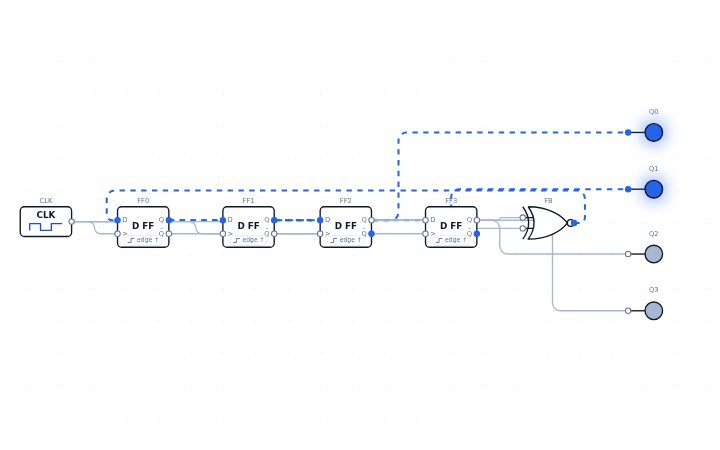 Q0
Q1
CLK
FF0
FF1
FF2
FF3
FB
CLK
D
Q
D
Q
D
Q
D
Q
D FF
D FF
D FF
D FF
>
Q
>
Q
>
Q
>
Q
edge ↑
edge ↑
edge ↑
edge ↑
Q2
Q3